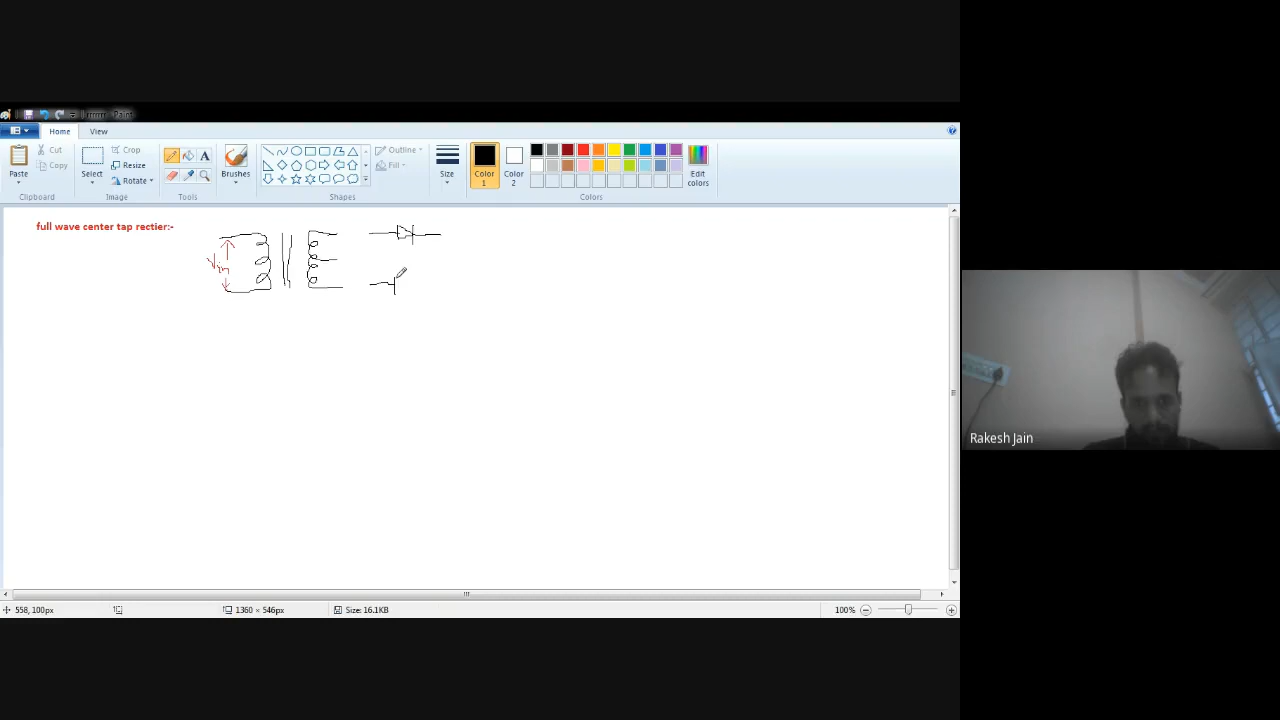 Home View
Cut
Copy
Paste
Clipboard
Select
Crop
Resize
Rotate
Image
A
Tools
Brushes
Shapes
Outline
Fill
Size
Color 1
Color 2
Edit colors
Colors
full wave center tap rectier:-
Vin
558, 100px
1360 × 546px
Size: 16.1KB
100%
Rakesh Jain